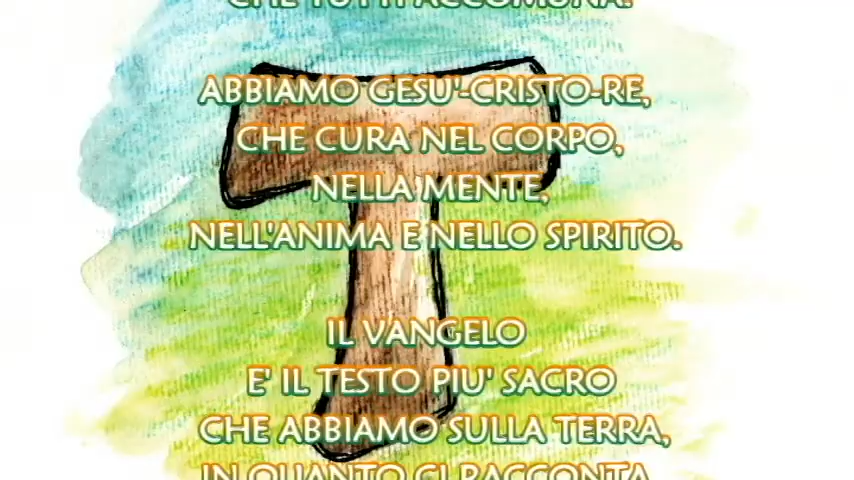 CHE TUTTI ACCOMUNA.
ABBIAMO GESU'-CRISTO-RE,
CHE CURA NEL CORPO,
NELLA MENTE,
NELL'ANIMA E NELLO SPIRITO.
IL VANGELO
E' IL TESTO PIU' SACRO
CHE ABBIAMO SULLA TERRA,
IN QUANTO CI RACCONTA